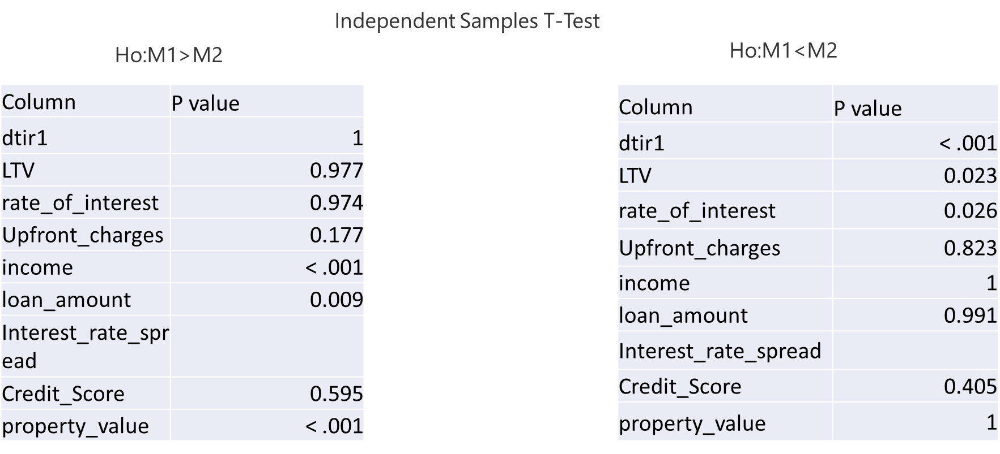 Independent Samples T-Test
Ho:M1>M2
Column P value
dtir1 1
LTV 0.977
rate_of_interest 0.974
Upfront_charges 0.177
income < .001
loan_amount 0.009
Interest_rate_spr
ead
Credit_Score 0.595
property_value < .001
Ho:M1<M2
Column P value
dtir1 < .001
LTV 0.023
rate_of_interest 0.026
Upfront_charges 0.823
income 1
loan_amount 0.991
Interest_rate_spread
Credit_Score 0.405
property_value 1